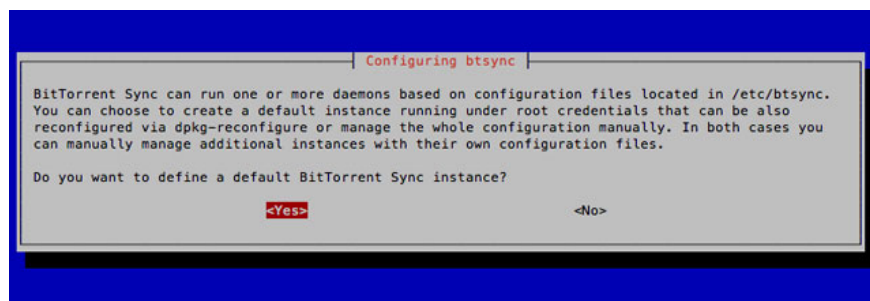 Configuring btsync
BitTorrent Sync can run one or more daemons based on configuration files located in /etc/btsync.
You can choose to create a default instance running under root credentials that can be also
reconfigured via dpkg-reconfigure or manage the whole configuration manually. In both cases you
can manually manage additional instances with their own configuration files.
Do you want to define a default BitTorrent Sync instance?
<Yes> <No>